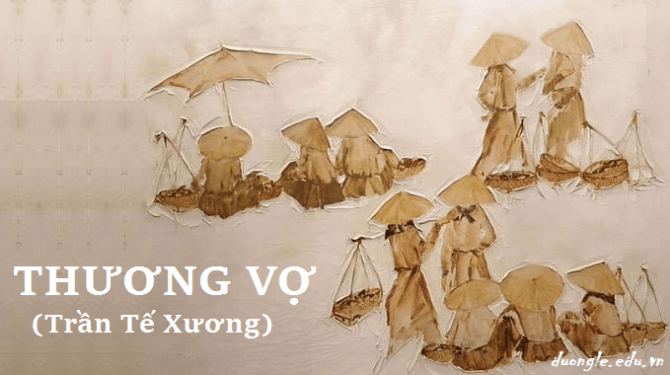 THƯƠNG VỢ
(Trần Tế Xương)
duongle.edu.vn